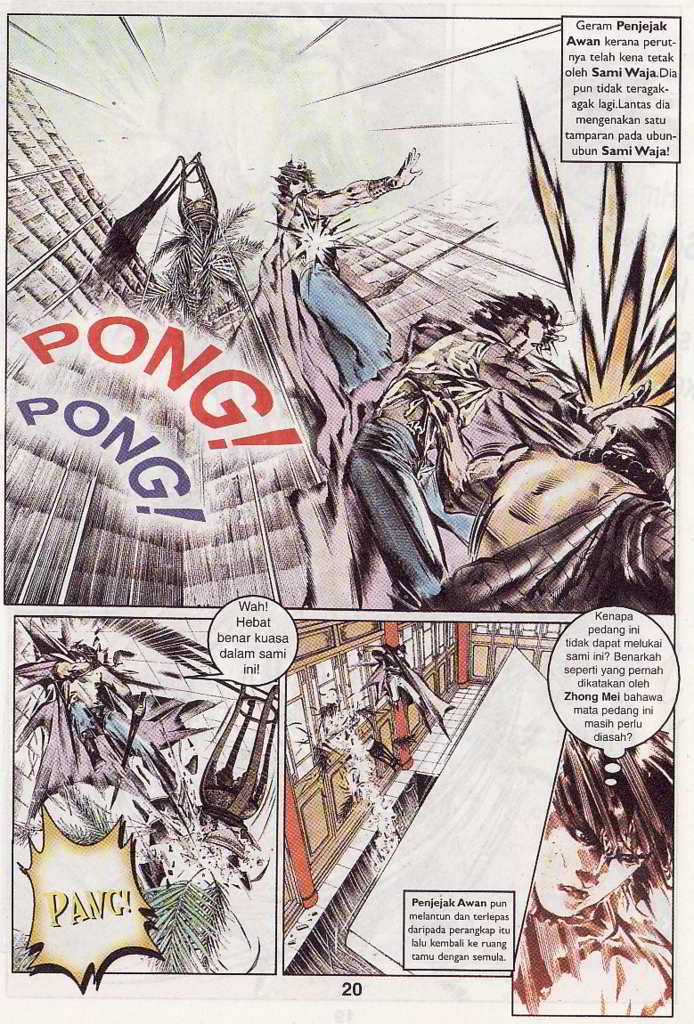 Geram Penjejak
Awan kerana perut-
nya telah kena tetak
oleh Sami Waja.Dia
pun tidak teragak-
agak lagi.Lantas dia
mengenakan satu
tamparan pada ubun-
ubun Sami Waja!
PONG!
PONG!
Wah!
Hebat
benar kuasa
dalam sami
ini!
PANG!
Penjejak Awan pun
melantun dan terlepas
daripada perangkap itu
lalu kembali ke ruang
tamu dengan semula.
Kenapa
pedang ini
tidak dapat melukai
sami ini? Benarkah
seperti yang pernah
dikatakan oleh
Zhong Mei bahawa
mata pedang ini
masih perlu
diasah?
20